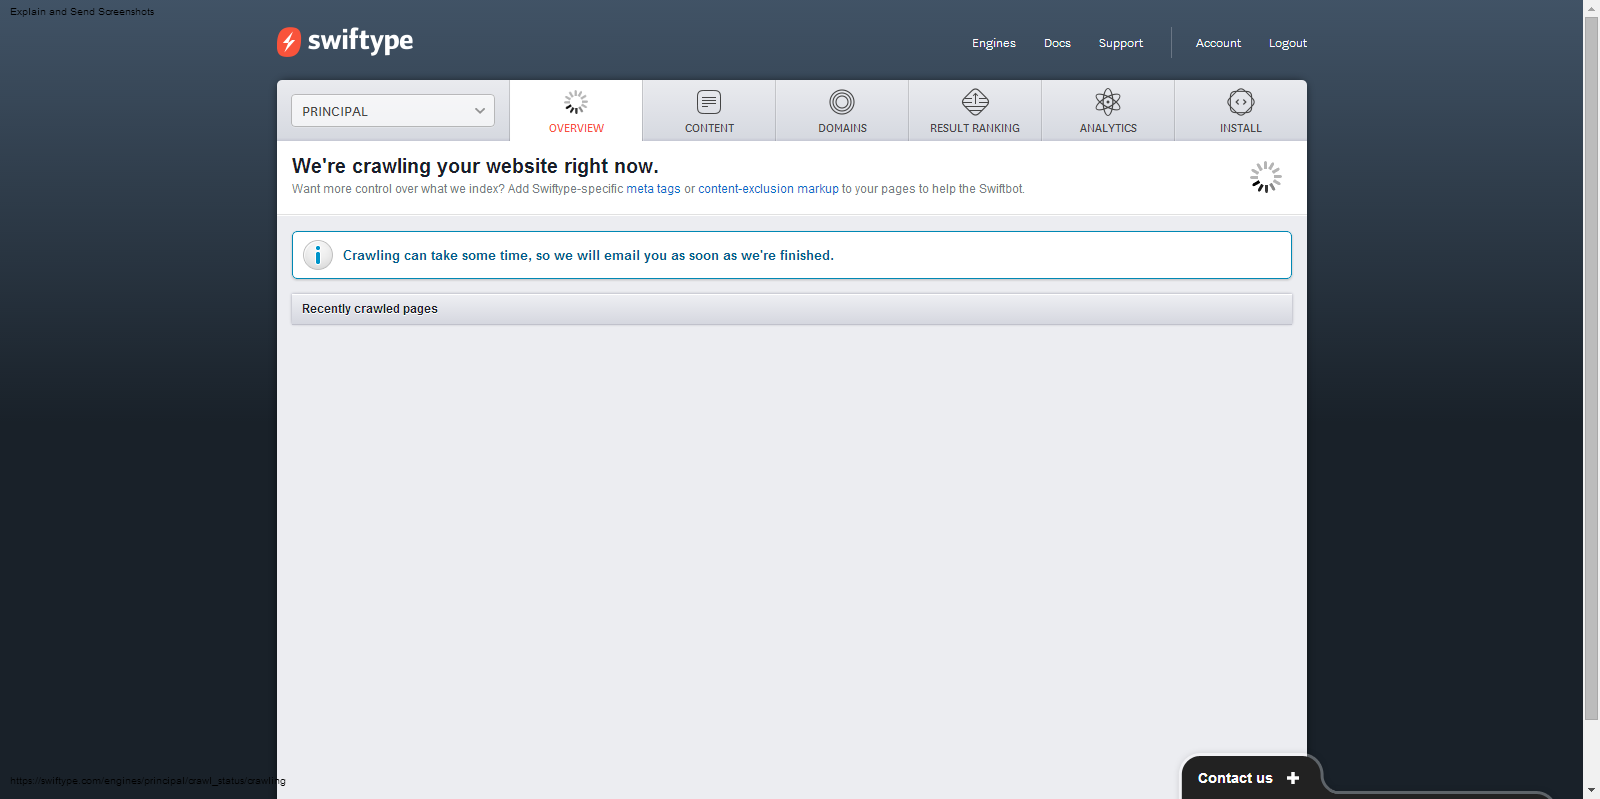 Explain and Send Screenshots
swiftype
Engines Docs Support Account Logout
PRINCIPAL
OVERVIEW CONTENT DOMAINS RESULT RANKING ANALYTICS INSTALL
We're crawling your website right now.
Want more control over what we index? Add Swiftype-specific meta tags or content-exclusion markup to your pages to help the Swiftbot.
Crawling can take some time, so we will email you as soon as we're finished.
Recently crawled pages
Contact us +
https://swiftype.com/engines/principal/crawl_status/crawling